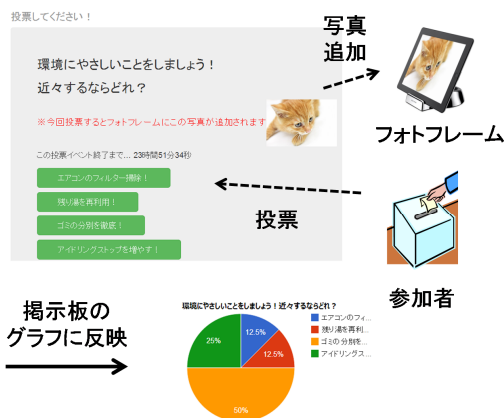 投票してください！
環境にやさしいことをしましょう！
近々するならどれ？
※今回投票するとフォトフレームにこの写真が追加されます
この投票イベント終了まで… 23時間51分34秒
エアコンのフィルター掃除！
残り湯を再利用！
ゴミの分別を徹底！
アイドリングストップを増やす！
写真
追加
フォトフレーム
投票
参加者
掲示板の
グラフに反映
環境にやさしいことをしましょう！近々するならどれ？
12.5%
12.5%
50%
25%
エアコンのフィ...
残り湯を再利...
ゴミの分別を...
アイドリングス...